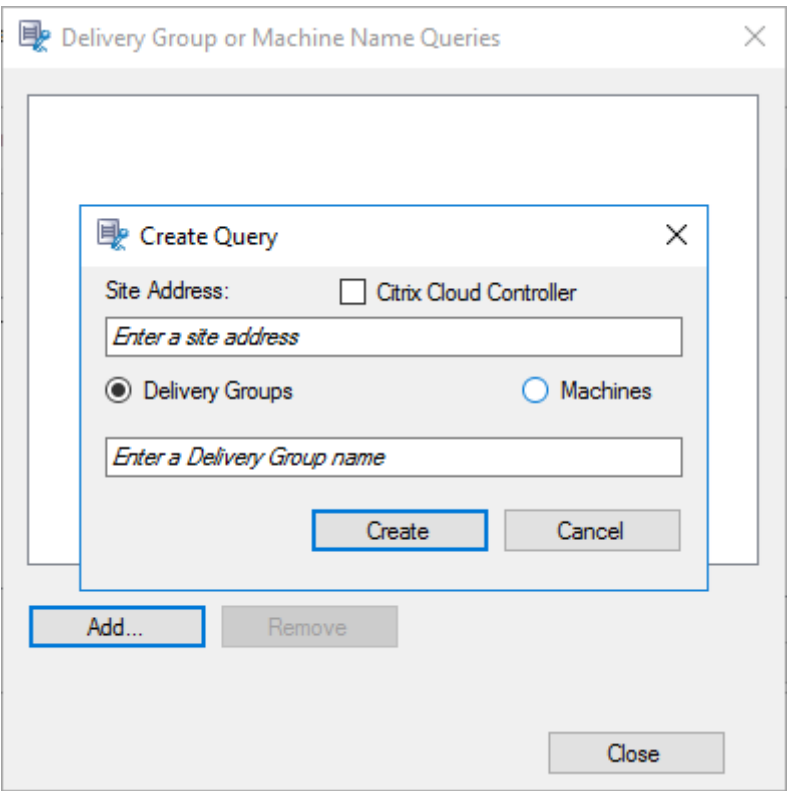 Delivery Group or Machine Name Queries
Create Query
Site Address: Citrix Cloud Controller
Enter a site address
Delivery Groups Machines
Enter a Delivery Group name
Create Cancel
Add... Remove
Close